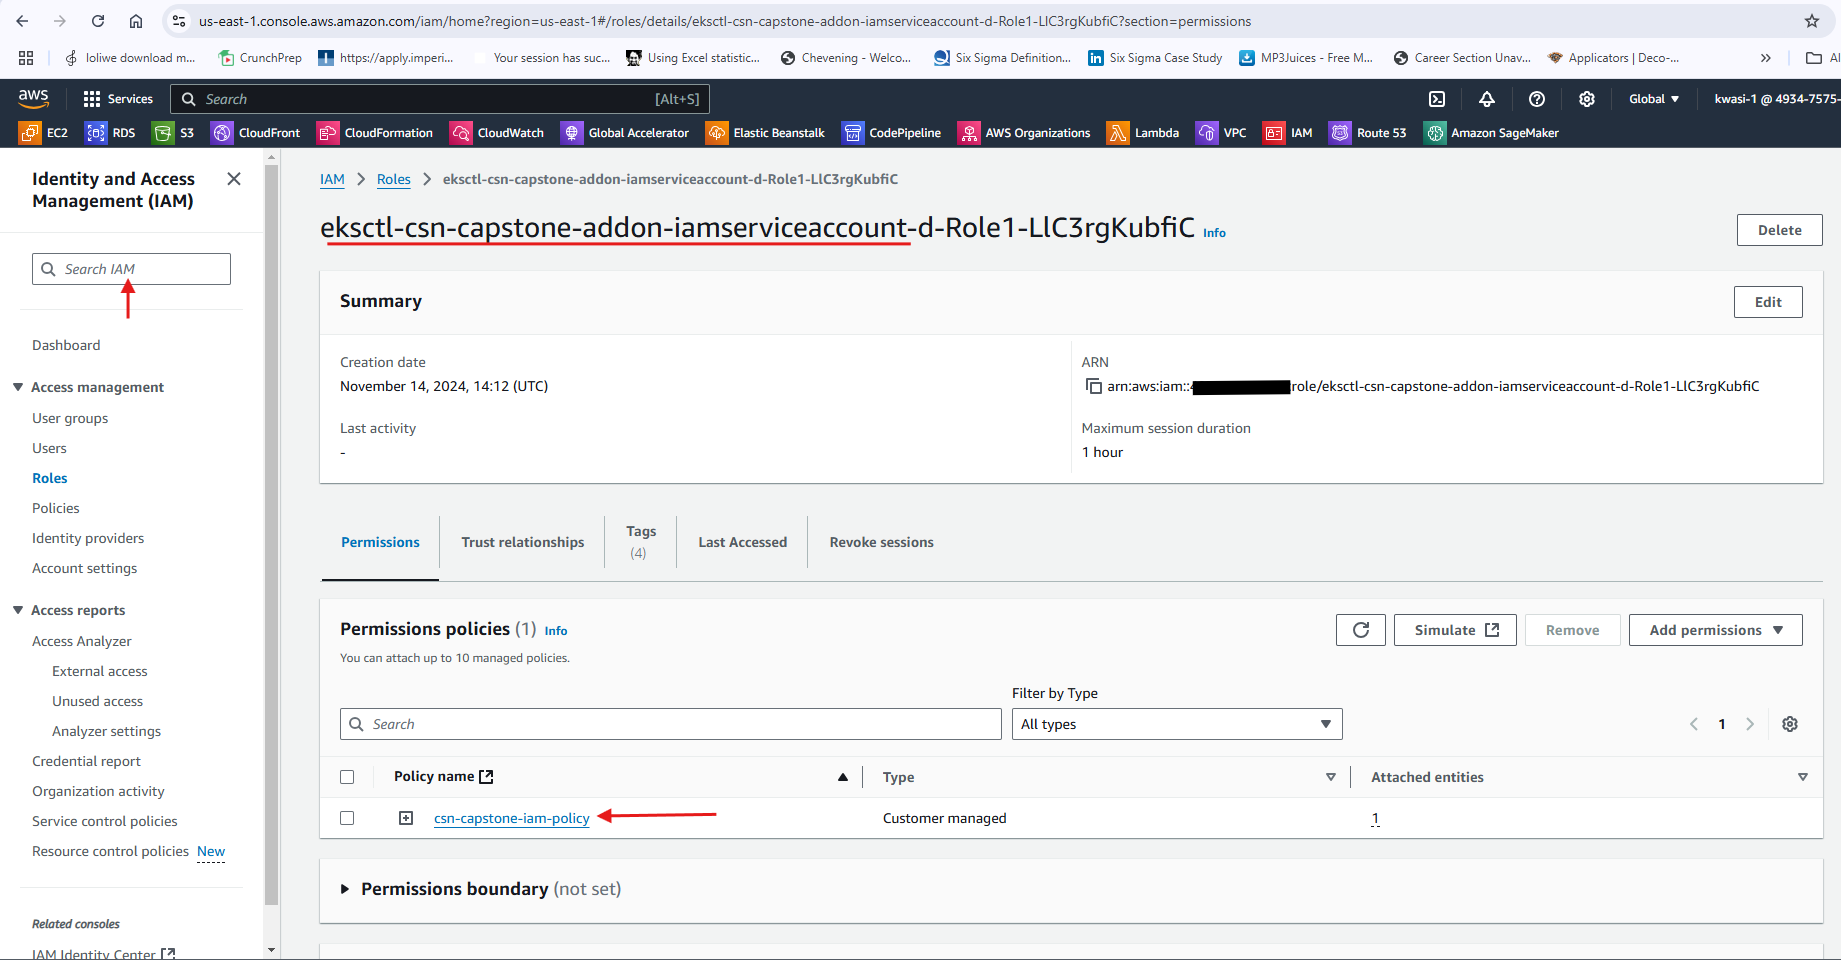 us-east-1.console.aws.amazon.com/iam/home?region=us-east-1#/roles/details/eksctl-csn-capstone-addon-iamserviceaccount-d-Role1-LlC3rgKubfiC?section=permissions
loliwe download m...
CrunchPrep
https://apply.imperi...
Your session has suc...
Using Excel statistic...
Chevening - Welco...
Six Sigma Definition...
Six Sigma Case Study
MP3Juices - Free M...
Career Section Unav...
Applicators | Deco-...
Al
aws
Services
Search
[Alt+S]
Global
kwasi-1 @ 4934-7575-
EC2
RDS
S3
CloudFront
CloudFormation
CloudWatch
Global Accelerator
Elastic Beanstalk
CodePipeline
AWS Organizations
Lambda
VPC
IAM
Route 53
Amazon SageMaker
Identity and Access
Management (IAM)
Search IAM
Dashboard
Access management
User groups
Users
Roles
Policies
Identity providers
Account settings
Access reports
Access Analyzer
External access
Unused access
Analyzer settings
Credential report
Organization activity
Service control policies
Resource control policies New
Related consoles
IAM Identity Center
IAM > Roles > eksctl-csn-capstone-addon-iamserviceaccount-d-Role1-LlC3rgKubfiC
eksctl-csn-capstone-addon-iamserviceaccount-d-Role1-LlC3rgKubfiC Info
Delete
Summary
Edit
Creation date
November 14, 2024, 14:12 (UTC)
ARN
arn:aws:iam:: role/eksctl-csn-capstone-addon-iamserviceaccount-d-Role1-LlC3rgKubfiC
Last activity
-
Maximum session duration
1 hour
Permissions
Trust relationships
Tags
(4)
Last Accessed
Revoke sessions
Permissions policies (1) Info
You can attach up to 10 managed policies.
Simulate
Remove
Add permissions
Search
Filter by Type
All types
1
Policy name
Type
Attached entities
csn-capstone-iam-policy
Customer managed
1
Permissions boundary (not set)